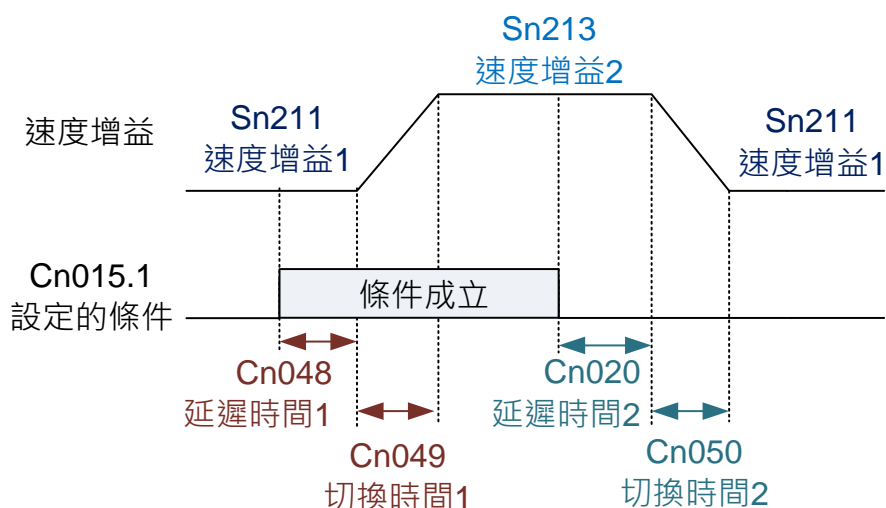 Sn213
速度增益2
速度增益
Sn211
速度增益1
Sn211
速度增益1
Cn015.1
設定的條件
條件成立
Cn048
延遲時間1
Cn020
延遲時間2
Cn049
切換時間1
Cn050
切換時間2